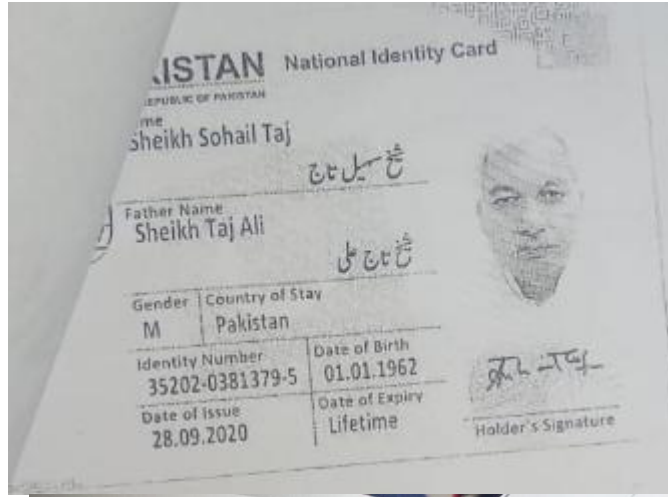 KISTAN National Identity Card
REPUBLIC OF PAKISTAN
me
Sheikh Sohail Taj
شیخ سہیل تاج
Father Name
Sheikh Taj Ali
شیخ تاج علی
Gender Country of Stay
M Pakistan
Identity Number Date of Birth
35202-0381379-5 01.01.1962
Date of Issue Date of Expiry
28.09.2020 Lifetime
Holder's Signature